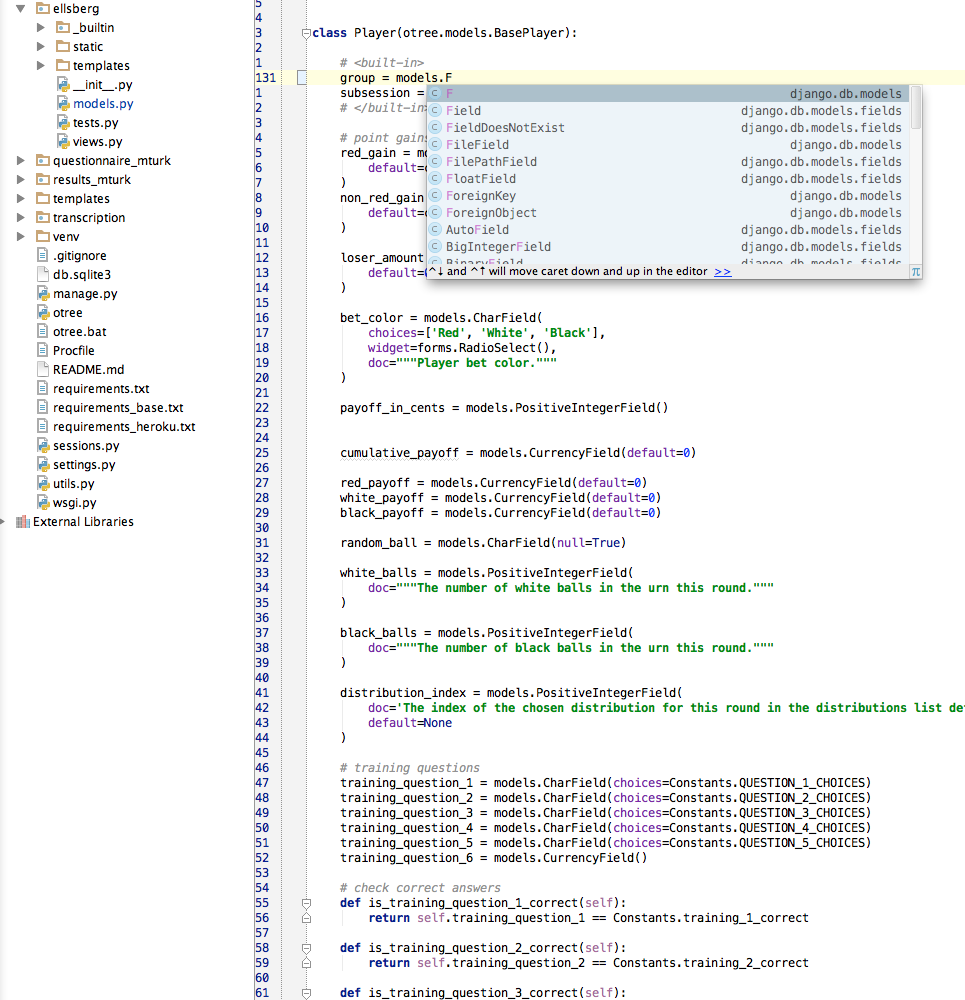 ellsberg
_builtin
static
templates
__init__.py
models.py
tests.py
views.py
questionnaire_mturk
results_mturk
templates
transcription
venv
.gitignore
db.sqlite3
manage.py
otree
otree.bat
Procfile
README.md
requirements.txt
requirements_base.txt
requirements_heroku.txt
sessions.py
settings.py
utils.py
wsgi.py
External Libraries
5
4
3 class Player(otree.models.BasePlayer):
2
1 # <built-in>
131 group = models.F
1 subsession =
2 # </built-in>
3
4 # point gains
5 red_gain = mo
6 default=
7 )
8 non_red_gain
9 default=
10 )
11
12 loser_amount
13 default=
14 )
15
16 bet_color = models.CharField(
17 choices=['Red', 'White', 'Black'],
18 widget=forms.RadioSelect(),
19 doc="""Player bet color."""
20 )
21
22 payoff_in_cents = models.PositiveIntegerField()
23
24
25 cumulative_payoff = models.CurrencyField(default=0)
26
27 red_payoff = models.CurrencyField(default=0)
28 white_payoff = models.CurrencyField(default=0)
29 black_payoff = models.CurrencyField(default=0)
30
31 random_ball = models.CharField(null=True)
32
33 white_balls = models.PositiveIntegerField(
34 doc="""The number of white balls in the urn this round."""
35 )
36
37 black_balls = models.PositiveIntegerField(
38 doc="""The number of black balls in the urn this round."""
39 )
40
41 distribution_index = models.PositiveIntegerField(
42 doc='The index of the chosen distribution for this round in the distributions list de
43 default=None
44 )
45
46 # training questions
47 training_question_1 = models.CharField(choices=Constants.QUESTION_1_CHOICES)
48 training_question_2 = models.CharField(choices=Constants.QUESTION_2_CHOICES)
49 training_question_3 = models.CharField(choices=Constants.QUESTION_3_CHOICES)
50 training_question_4 = models.CharField(choices=Constants.QUESTION_4_CHOICES)
51 training_question_5 = models.CharField(choices=Constants.QUESTION_5_CHOICES)
52 training_question_6 = models.CurrencyField()
53
54 # check correct answers
55 def is_training_question_1_correct(self):
56 return self.training_question_1 == Constants.training_1_correct
57
58 def is_training_question_2_correct(self):
59 return self.training_question_2 == Constants.training_2_correct
60
61 def is_training_question_3_correct(self):
F django.db.models
Field django.db.models.fields
FieldDoesNotExist django.db.models.fields
FileField django.db.models
FilePathField django.db.models.fields
FloatField django.db.models.fields
ForeignKey django.db.models
ForeignObject django.db.models
AutoField django.db.models.fields
BigIntegerField django.db.models.fields
BinaryField django.db.models.fields
^↓ and ^↑ will move caret down and up in the editor >> π